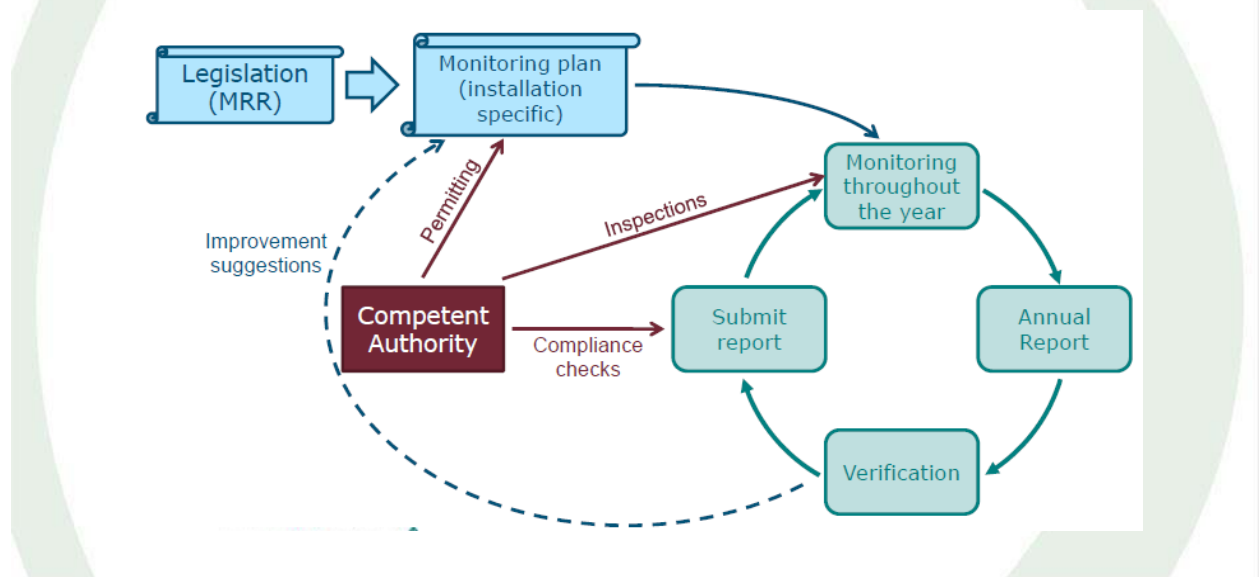 Legislation
(MRR)
Monitoring plan
(installation
specific)
Monitoring
throughout
the year
Permitting
Inspections
Improvement
suggestions
Competent
Authority
Compliance
checks
Submit
report
Annual
Report
Verification